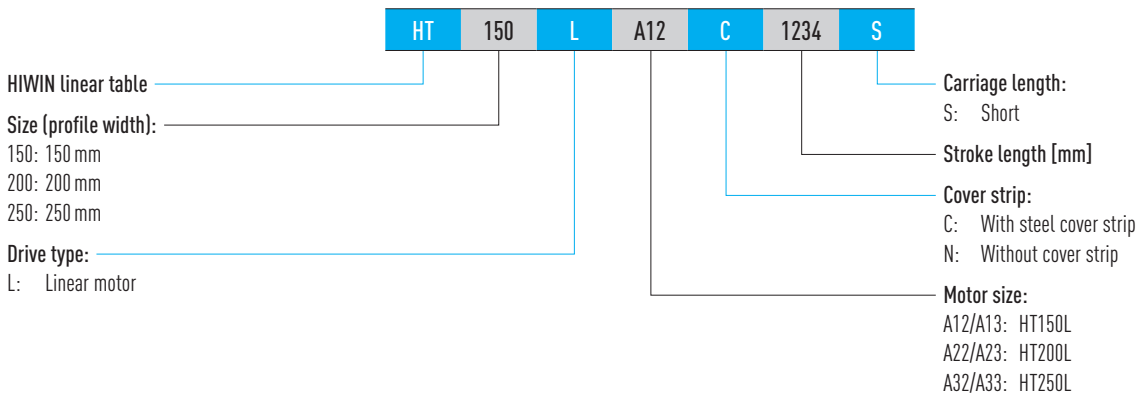 HT 150 L A12 C 1234 S
HIWIN linear table
Size (profile width):
150: 150 mm
200: 200 mm
250: 250 mm
Drive type:
L: Linear motor
Carriage length:
S: Short
Stroke length [mm]
Cover strip:
C: With steel cover strip
N: Without cover strip
Motor size:
A12/A13: HT150L
A22/A23: HT200L
A32/A33: HT250L